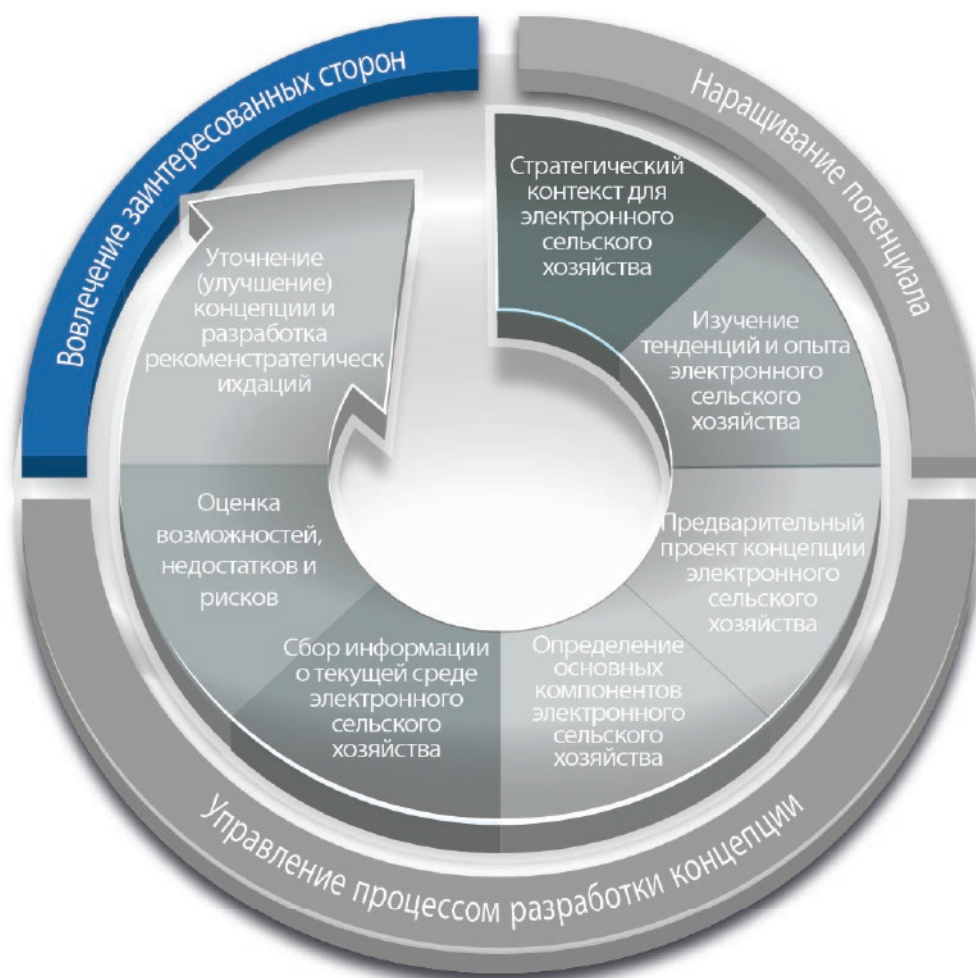 Вовлечение заинтересованных сторон
Наращивание потенциала
Стратегический
контекст для
электронного
сельского
хозяйства
Изучение
тенденций и опыта
электронного
сельского
хозяйства
Предварительный
проект концепции
электронного
сельского
хозяйства
Определение
основных
компонентов
электронного
сельского
хозяйства
Сбор информации
о текущей среде
электронного
сельского
хозяйства
Оценка
возможностей,
недостатков и
рисков
Уточнение
(улучшение)
концепции и
разработка
рекоменстратегическ
ихдаций
Управление процессом разработки концепции